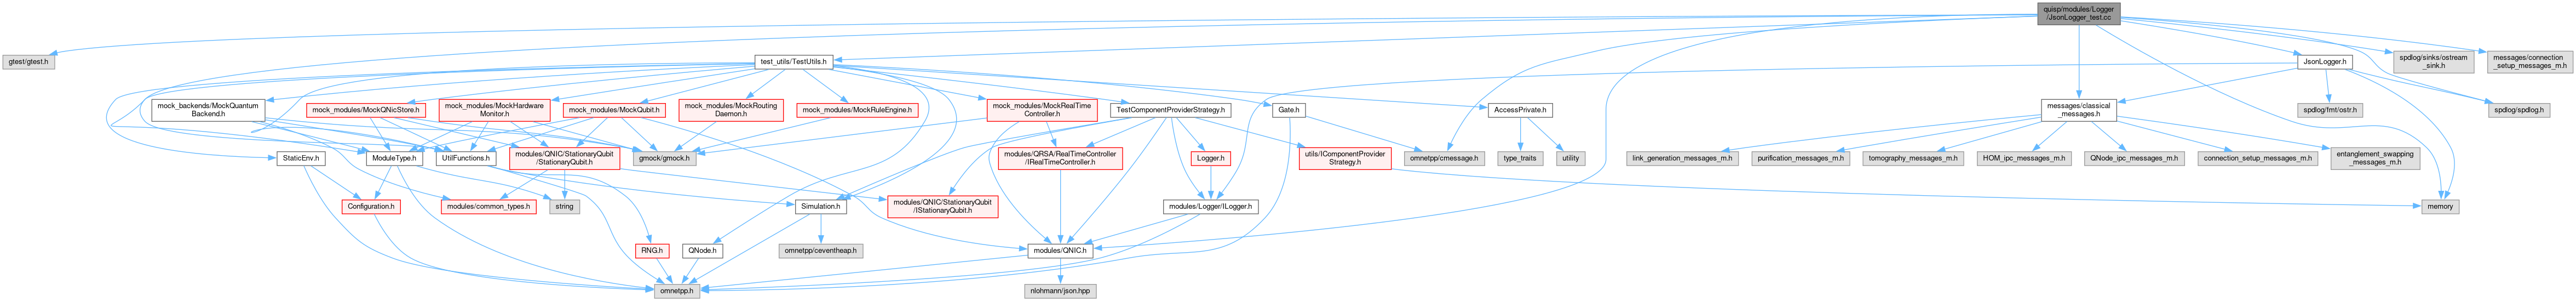 quisp/modules/Logger
/JsonLogger_test.cc
gtest/gtest.h
test_utils/TestUtils.h
spdlog/sinks/ostream
_sink.h
messages/connection
_setup_messages_m.h
JsonLogger.h
mock_backends/MockQuantum
Backend.h
mock_modules/MockQNicStore.h
mock_modules/MockHardware
Monitor.h
mock_modules/MockQubit.h
mock_modules/MockRouting
Daemon.h
mock_modules/MockRuleEngine.h
mock_modules/MockRealTime
Controller.h
TestComponentProviderStrategy.h
Gate.h
AccessPrivate.h
messages/classical
_messages.h
spdlog/fmt/ostr.h
spdlog/spdlog.h
StaticEnv.h
ModuleType.h
UtilFunctions.h
modules/QNIC/StationaryQubit
/StationaryQubit.h
gmock/gmock.h
modules/QRSA/RealTimeController
/IRealTimeController.h
Logger.h
utils/IComponentProvider
Strategy.h
omnetpp/cmessage.h
type_traits
utility
link_generation_messages_m.h
purification_messages_m.h
tomography_messages_m.h
HOM_ipc_messages_m.h
QNode_ipc_messages_m.h
connection_setup_messages_m.h
entanglement_swapping
_messages_m.h
Configuration.h
modules/common_types.h
string
Simulation.h
modules/QNIC/StationaryQubit
/IStationaryQubit.h
modules/Logger/ILogger.h
memory
RNG.h
QNode.h
omnetpp/ceventheap.h
modules/QNIC.h
omnetpp.h
nlohmann/json.hpp